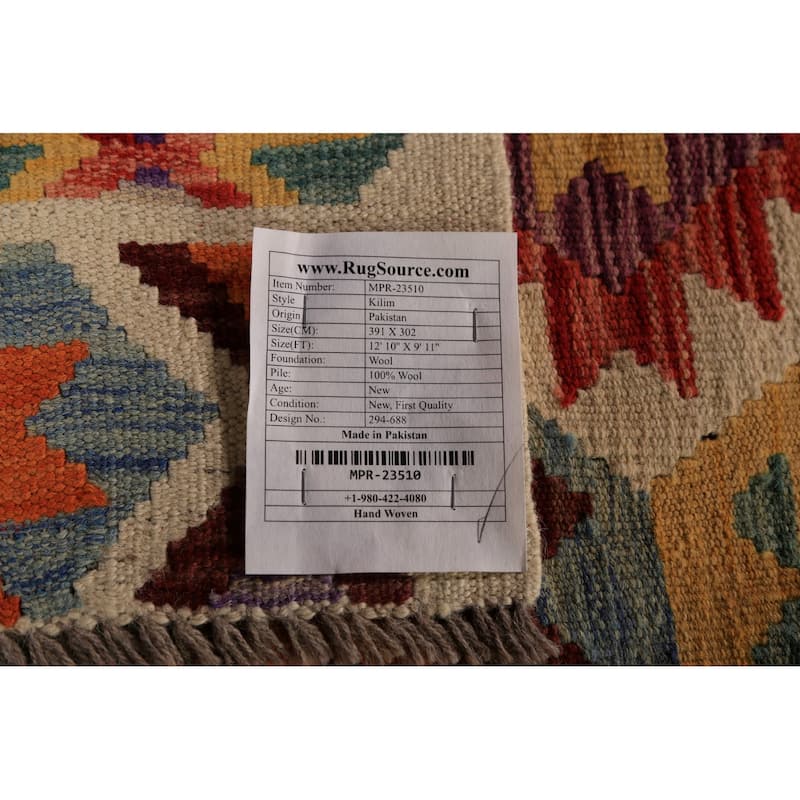 www.RugSource.com
Item Number: MPR-23510
Style Kilim
Origin Pakistan
Size(CM): 391 X 302
Size(FT): 12' 10" X 9' 11"
Foundation: Wool
Pile: 100% Wool
Age: New
Condition: New, First Quality
Design No.: 294-688
Made in Pakistan
MPR-23510
+1-980-422-4080
Hand Woven